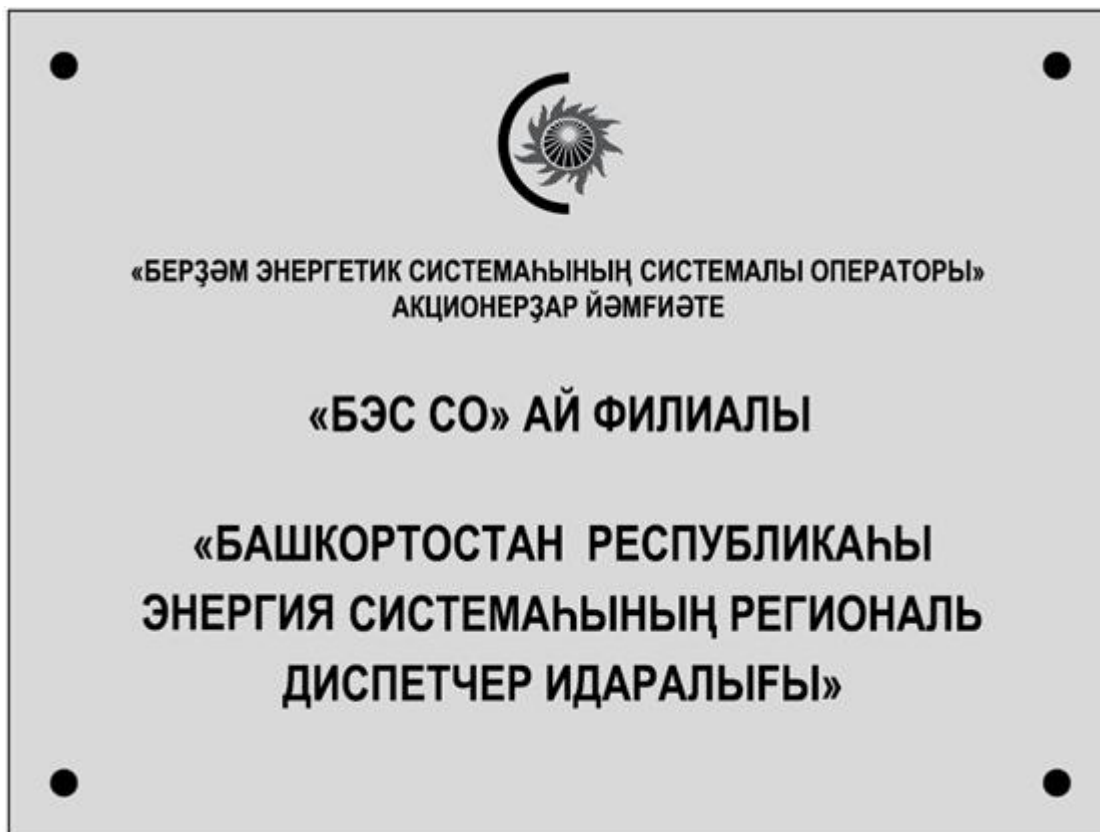 «БЕРҘӘМ ЭНЕРГЕТИК СИСТЕМАҺЫНЫҢ СИСТЕМАЛЫ ОПЕРАТОРЫ»
АКЦИОНЕРҘАР ЙӘМҒИӘТЕ
«БЭС СО» АЙ ФИЛИАЛЫ
«БАШКОРТОСТАН РЕСПУБЛИКАҺЫ
ЭНЕРГИЯ СИСТЕМАҺЫНЫҢ РЕГИОНАЛЬ
ДИСПЕТЧЕР ИДАРАЛЫҒЫ»